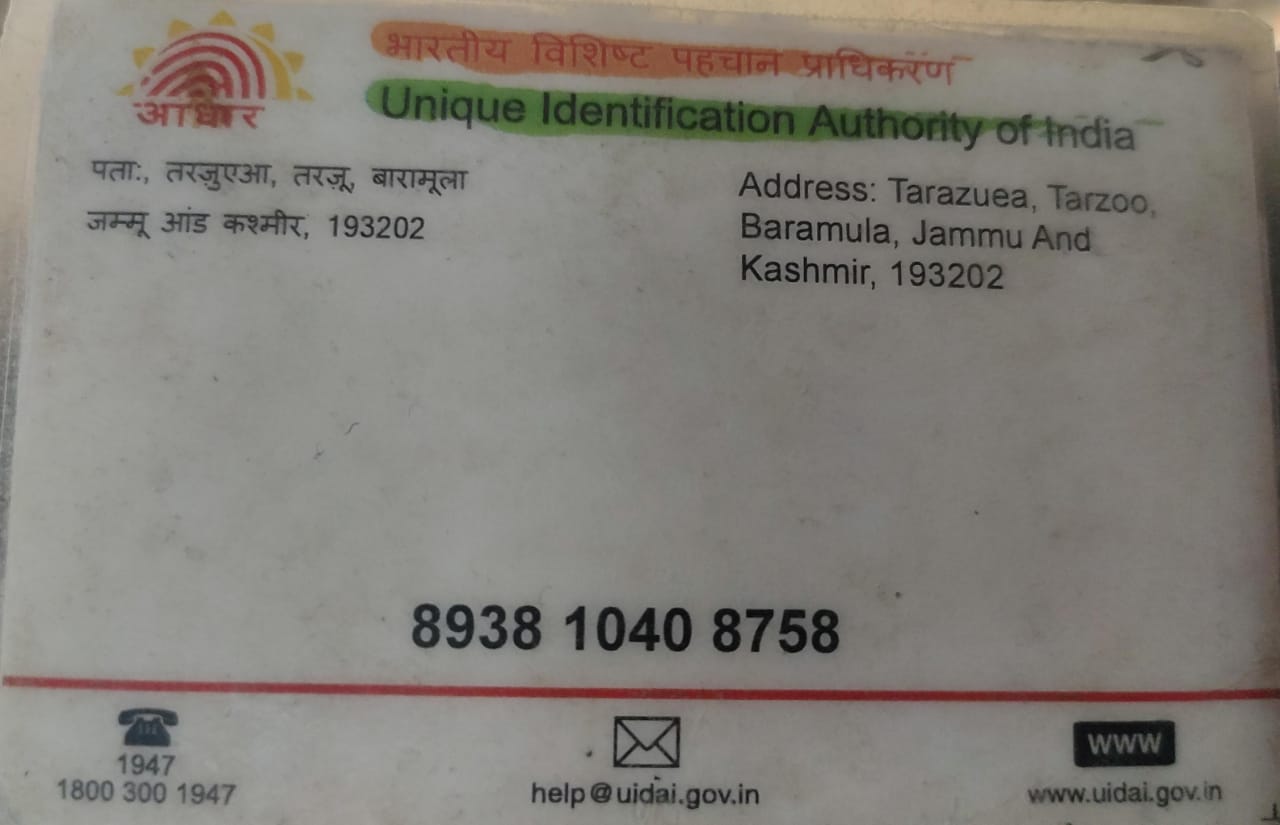 आधार
भारतीय विशिष्ट पहचान प्राधिकरण
Unique Identification Authority of India
पता:, तरज़ुएआ, तरज़ू, बारामूला
जम्मू आंड कश्मीर, 193202
Address: Tarazuea, Tarzoo,
Baramula, Jammu And
Kashmir, 193202
8938 1040 8758
1947
1800 300 1947
help@uidai.gov.in
www
www.uidai.gov.in